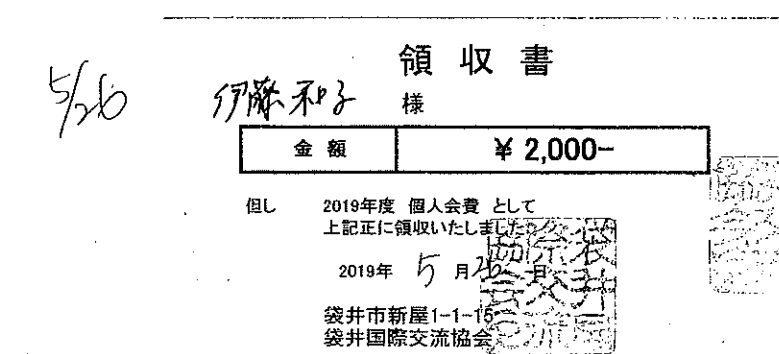 領収書
5/26
伊藤和子 様
金額 ¥ 2,000−
但し 2019年度 個人会費 として
上記正に領収いたしました。
2019年 5 月 26 日
袋井市新屋1-1-15
袋井国際交流協会